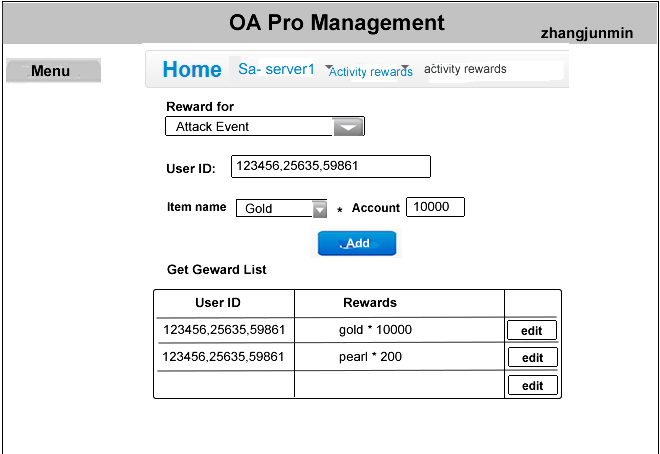 OA Pro Management
zhangjunmin
Menu
Home Sa- server1 Activity rewards activity rewards
Reward for
Attack Event
User ID: 123456,25635,59861
Item name Gold * Account 10000
. Add
Get Geward List
User ID Rewards
123456,25635,59861 gold * 10000 edit
123456,25635,59861 pearl * 200 edit
edit